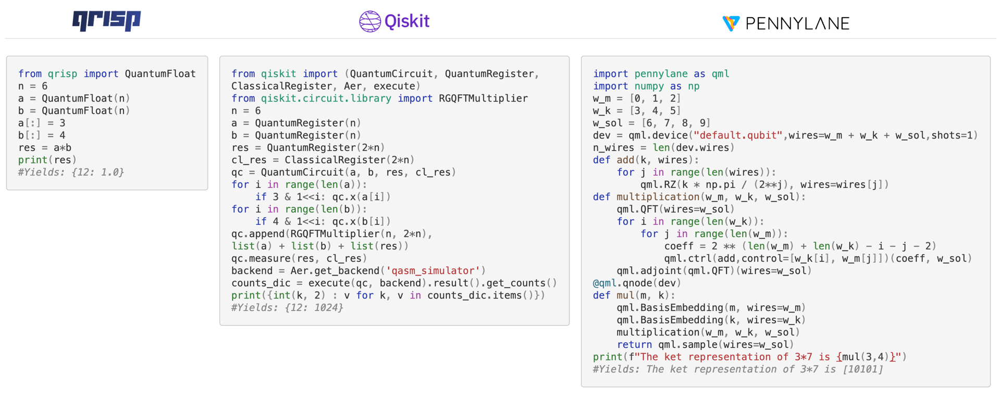 qrisp
Qiskit
PENNYLANE
from qrisp import QuantumFloat
n = 6
a = QuantumFloat(n)
b = QuantumFloat(n)
a[:] = 3
b[:] = 4
res = a*b
print(res)
#Yields: {12: 1.0}
from qiskit import (QuantumCircuit, QuantumRegister,
ClassicalRegister, Aer, execute)
from qiskit.circuit.library import RGQFTMultiplier
n = 6
a = QuantumRegister(n)
b = QuantumRegister(n)
res = QuantumRegister(2*n)
cl_res = ClassicalRegister(2*n)
qc = QuantumCircuit(a, b, res, cl_res)
for i in range(len(a)):
    if 3 & 1<<i: qc.x(a[i])
for i in range(len(b)):
    if 4 & 1<<i: qc.x(b[i])
qc.append(RGQFTMultiplier(n, 2*n),
list(a) + list(b) + list(res))
qc.measure(res, cl_res)
backend = Aer.get_backend('qasm_simulator')
counts_dic = execute(qc, backend).result().get_counts()
print({int(k, 2) : v for k, v in counts_dic.items()})
#Yields: {12: 1024}
import pennylane as qml
import numpy as np
w_m = [0, 1, 2]
w_k = [3, 4, 5]
w_sol = [6, 7, 8, 9]
dev = qml.device("default.qubit",wires=w_m + w_k + w_sol,shots=1)
n_wires = len(dev.wires)
def add(k, wires):
    for j in range(len(wires)):
        qml.RZ(k * np.pi / (2**j), wires=wires[j])
def multiplication(w_m, w_k, w_sol):
    qml.QFT(wires=w_sol)
    for i in range(len(w_k)):
        for j in range(len(w_m)):
            coeff = 2 ** (len(w_m) + len(w_k) - i - j - 2)
            qml.ctrl(add,control=[w_k[i], w_m[j]])(coeff, w_sol)
    qml.adjoint(qml.QFT)(wires=w_sol)
@qml.qnode(dev)
def mul(m, k):
    qml.BasisEmbedding(m, wires=w_m)
    qml.BasisEmbedding(k, wires=w_k)
    multiplication(w_m, w_k, w_sol)
    return qml.sample(wires=w_sol)
print(f"The ket representation of 3*7 is {mul(3,4)}")
#Yields: The ket representation of 3*7 is [10101]